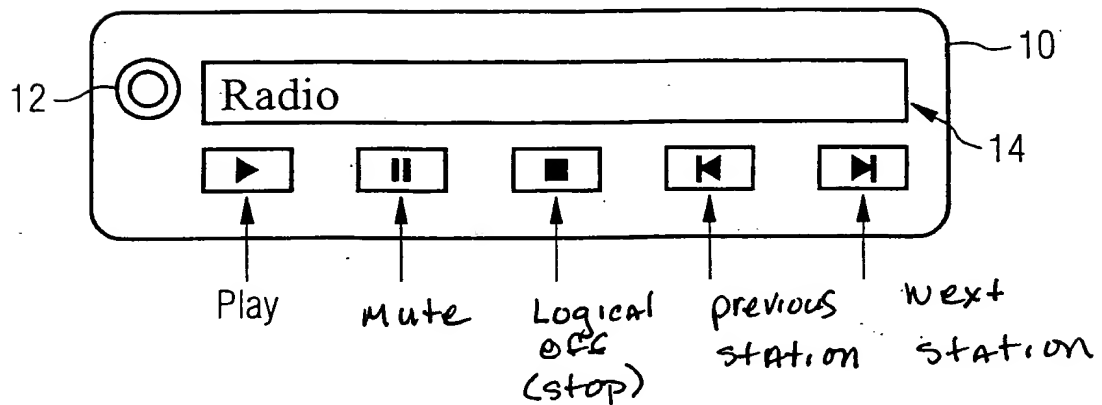 10
12
Radio
14
Play
Mute
Logical
off
(stop)
previous
station
Next
station